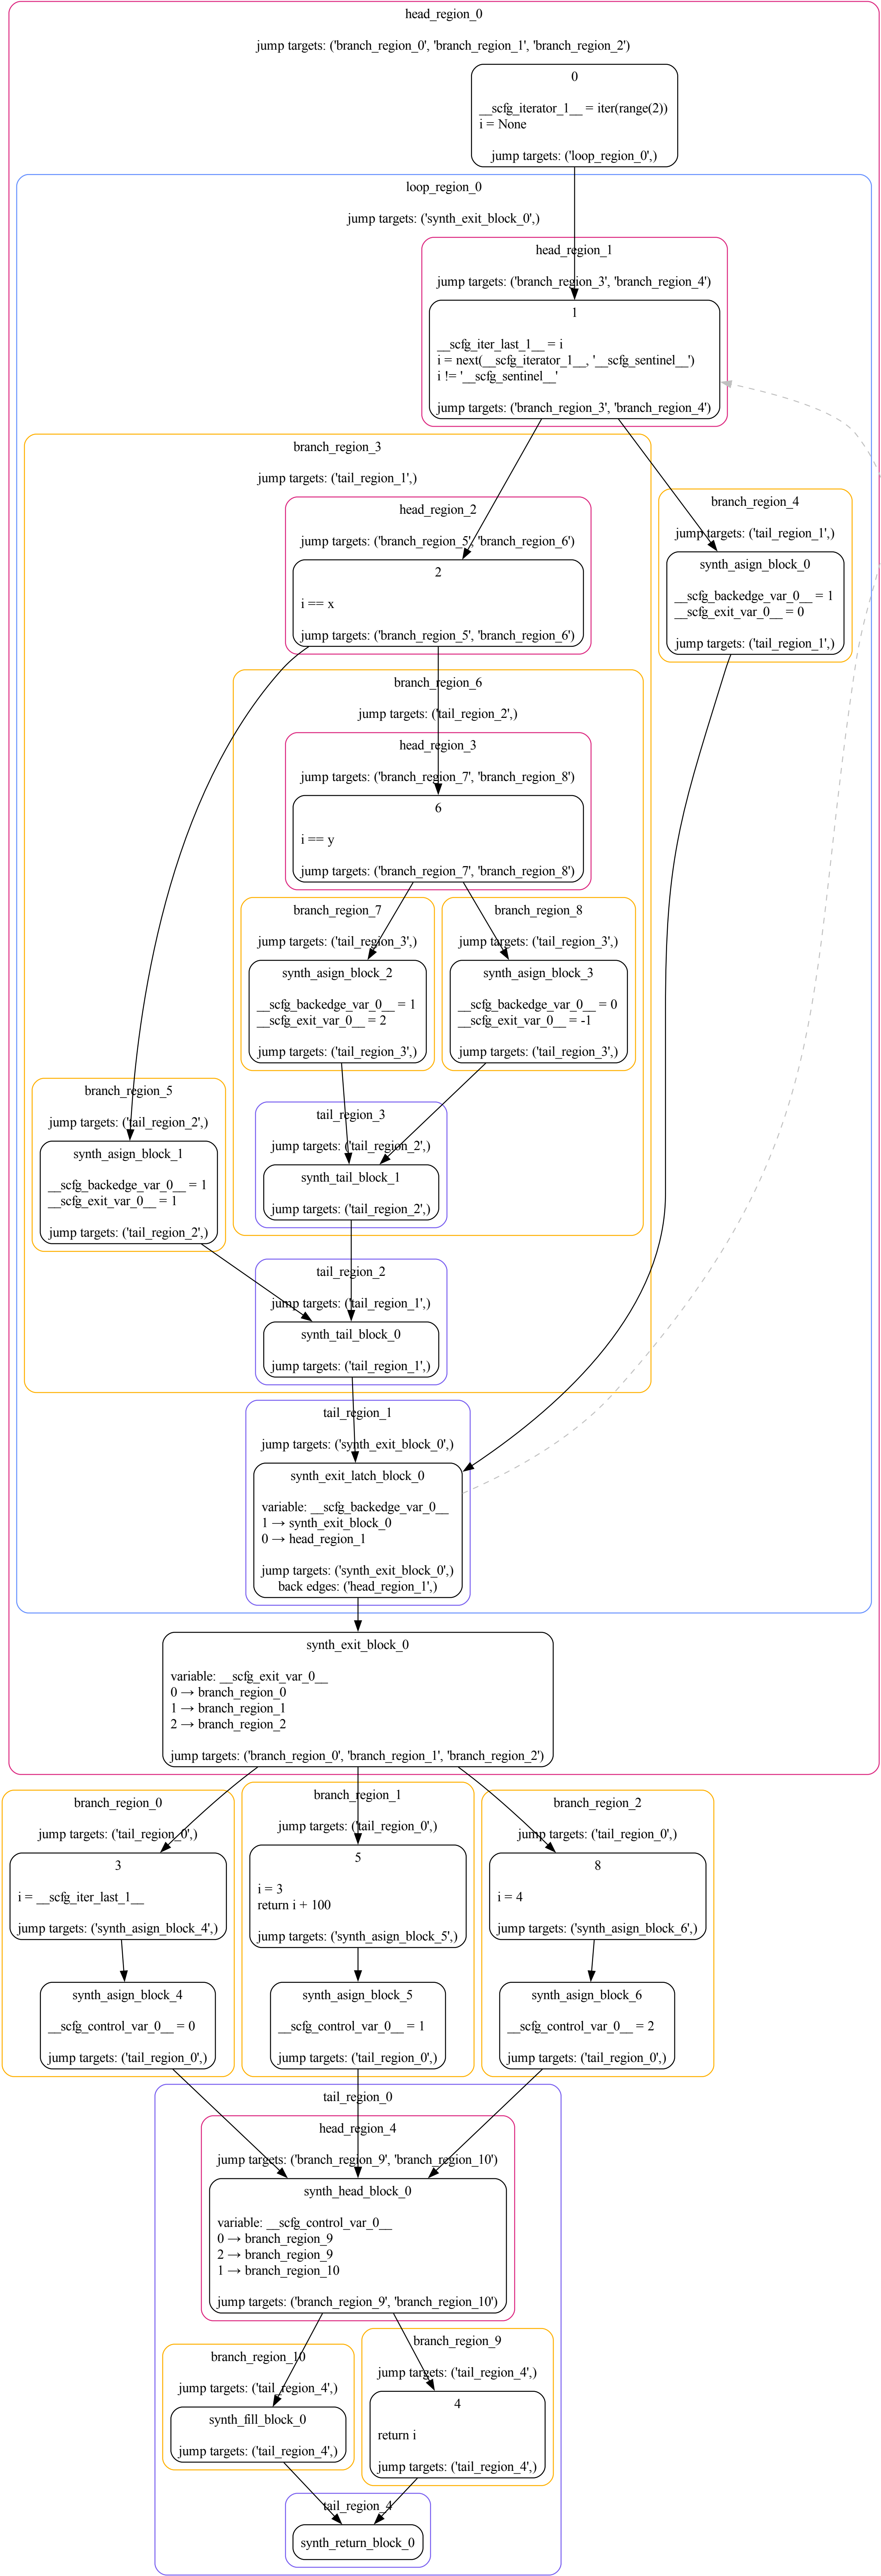 head_region_0
jump targets: ('branch_region_0', 'branch_region_1', 'branch_region_2')
0
__scfg_iterator_1__ = iter(range(2))
i = None
jump targets: ('loop_region_0',)
loop_region_0
jump targets: ('synth_exit_block_0',)
head_region_1
jump targets: ('branch_region_3', 'branch_region_4')
1
__scfg_iter_last_1__ = i
i = next(__scfg_iterator_1__, '__scfg_sentinel__')
i != '__scfg_sentinel__'
jump targets: ('branch_region_3', 'branch_region_4')
branch_region_3
jump targets: ('tail_region_1',)
head_region_2
jump targets: ('branch_region_5', 'branch_region_6')
2
i == x
jump targets: ('branch_region_5', 'branch_region_6')
branch_region_4
jump targets: ('tail_region_1',)
synth_asign_block_0
__scfg_backedge_var_0__ = 1
__scfg_exit_var_0__ = 0
jump targets: ('tail_region_1',)
branch_region_6
jump targets: ('tail_region_2',)
head_region_3
jump targets: ('branch_region_7', 'branch_region_8')
6
i == y
jump targets: ('branch_region_7', 'branch_region_8')
branch_region_7
jump targets: ('tail_region_3',)
synth_asign_block_2
__scfg_backedge_var_0__ = 1
__scfg_exit_var_0__ = 2
jump targets: ('tail_region_3',)
branch_region_8
jump targets: ('tail_region_3',)
synth_asign_block_3
__scfg_backedge_var_0__ = 0
__scfg_exit_var_0__ = -1
jump targets: ('tail_region_3',)
branch_region_5
jump targets: ('tail_region_2',)
synth_asign_block_1
__scfg_backedge_var_0__ = 1
__scfg_exit_var_0__ = 1
jump targets: ('tail_region_2',)
tail_region_3
jump targets: ('tail_region_2',)
synth_tail_block_1
jump targets: ('tail_region_2',)
tail_region_2
jump targets: ('tail_region_1',)
synth_tail_block_0
jump targets: ('tail_region_1',)
tail_region_1
jump targets: ('synth_exit_block_0',)
synth_exit_latch_block_0
variable: __scfg_backedge_var_0__
1 → synth_exit_block_0
0 → head_region_1
jump targets: ('synth_exit_block_0',)
back edges: ('head_region_1',)
synth_exit_block_0
variable: __scfg_exit_var_0__
0 → branch_region_0
1 → branch_region_1
2 → branch_region_2
jump targets: ('branch_region_0', 'branch_region_1', 'branch_region_2')
branch_region_0
jump targets: ('tail_region_0',)
3
i = __scfg_iter_last_1__
jump targets: ('synth_asign_block_4',)
synth_asign_block_4
__scfg_control_var_0__ = 0
jump targets: ('tail_region_0',)
branch_region_1
jump targets: ('tail_region_0',)
5
i = 3
return i + 100
jump targets: ('synth_asign_block_5',)
synth_asign_block_5
__scfg_control_var_0__ = 1
jump targets: ('tail_region_0',)
branch_region_2
jump targets: ('tail_region_0',)
8
i = 4
jump targets: ('synth_asign_block_6',)
synth_asign_block_6
__scfg_control_var_0__ = 2
jump targets: ('tail_region_0',)
tail_region_0
head_region_4
jump targets: ('branch_region_9', 'branch_region_10')
synth_head_block_0
variable: __scfg_control_var_0__
0 → branch_region_9
2 → branch_region_9
1 → branch_region_10
jump targets: ('branch_region_9', 'branch_region_10')
branch_region_10
jump targets: ('tail_region_4',)
synth_fill_block_0
jump targets: ('tail_region_4',)
branch_region_9
jump targets: ('tail_region_4',)
4
return i
jump targets: ('tail_region_4',)
tail_region_4
synth_return_block_0